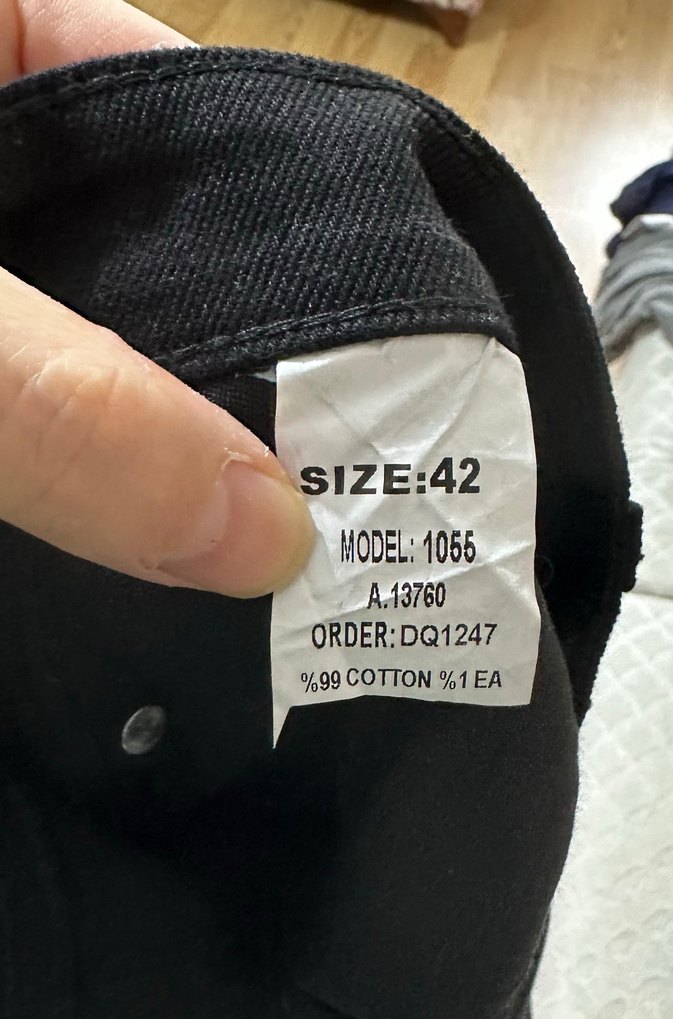 SIZE:42
MODEL: 1055
A.13760
ORDER:DQ1247
%99 COTTON %1 EA